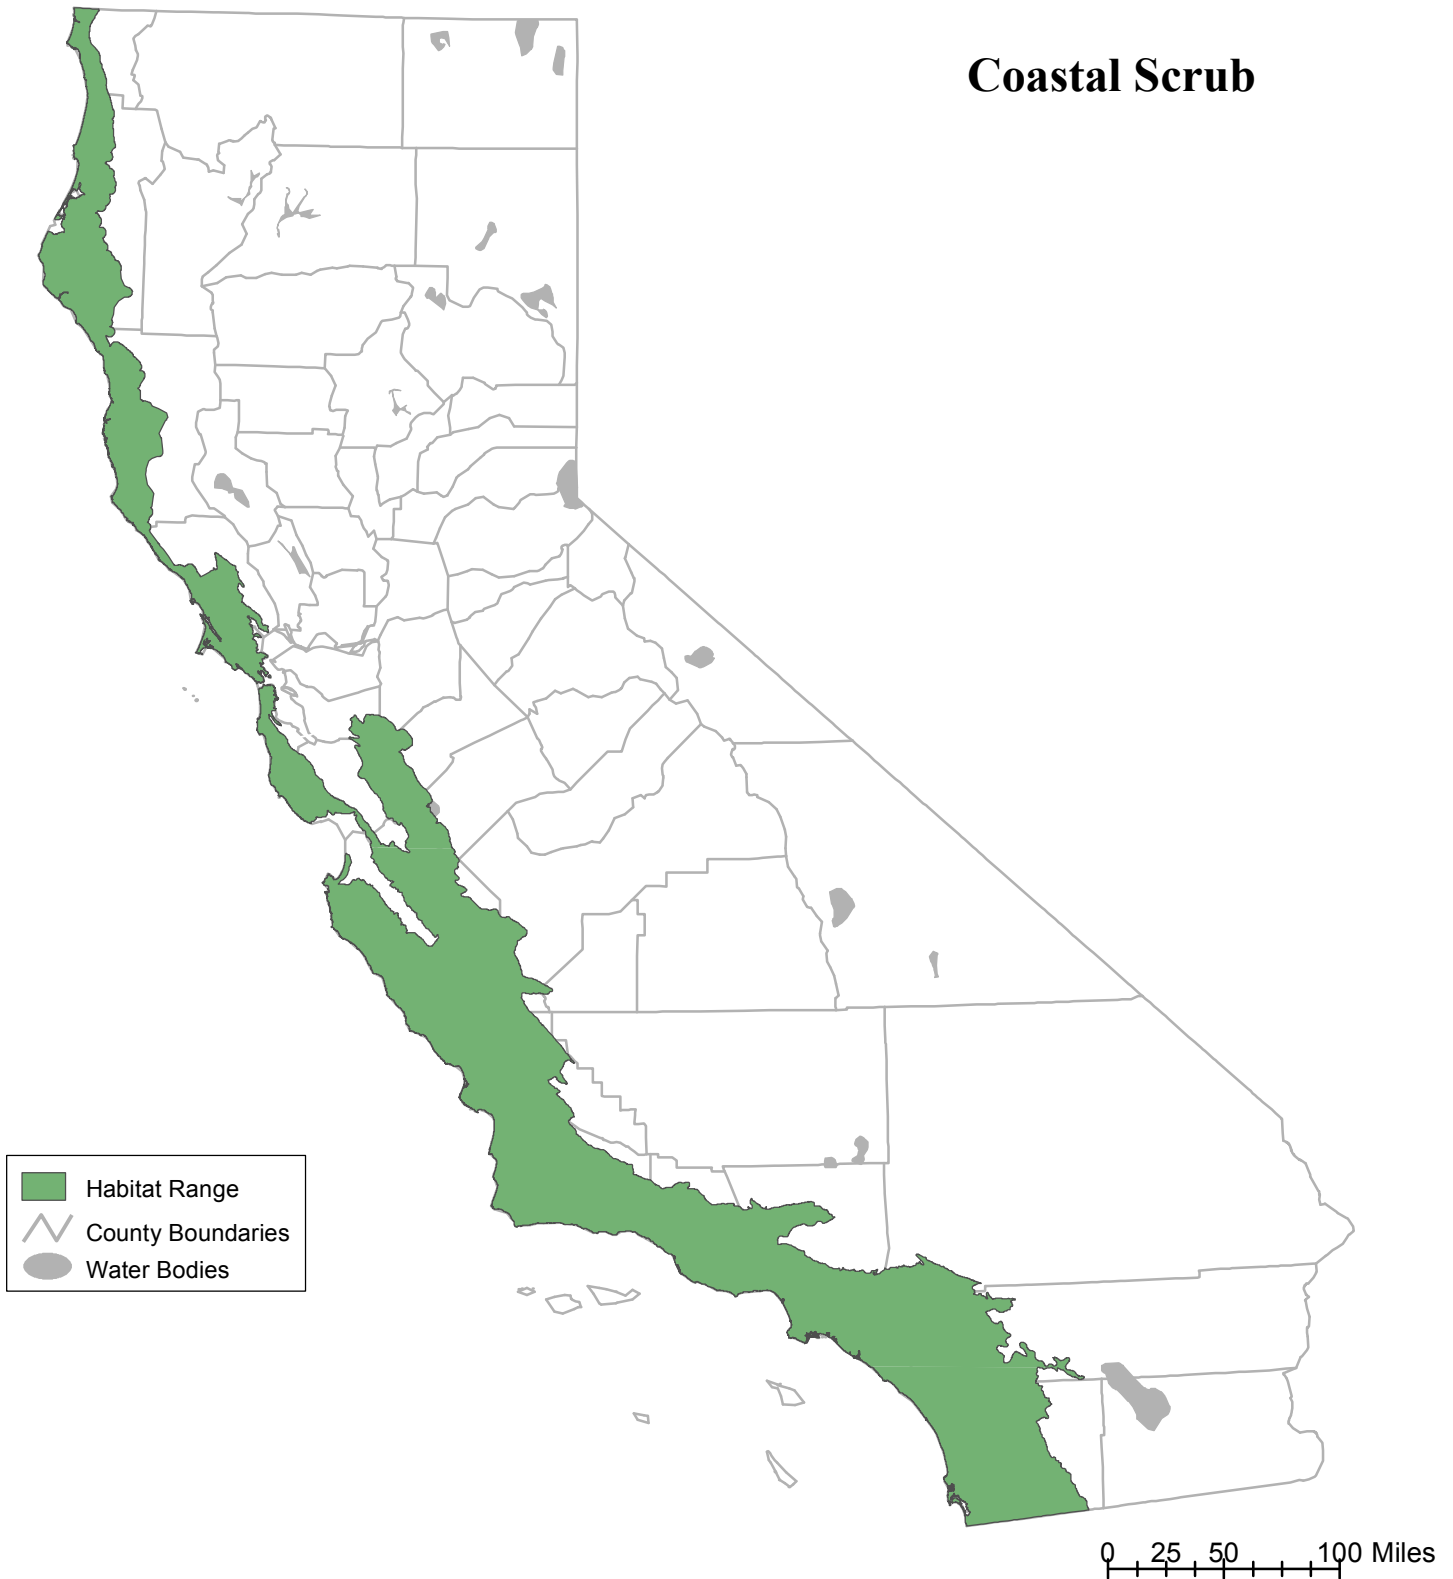 Coastal Scrub
Habitat Range
County Boundaries
Water Bodies
0 25 50 100 Miles